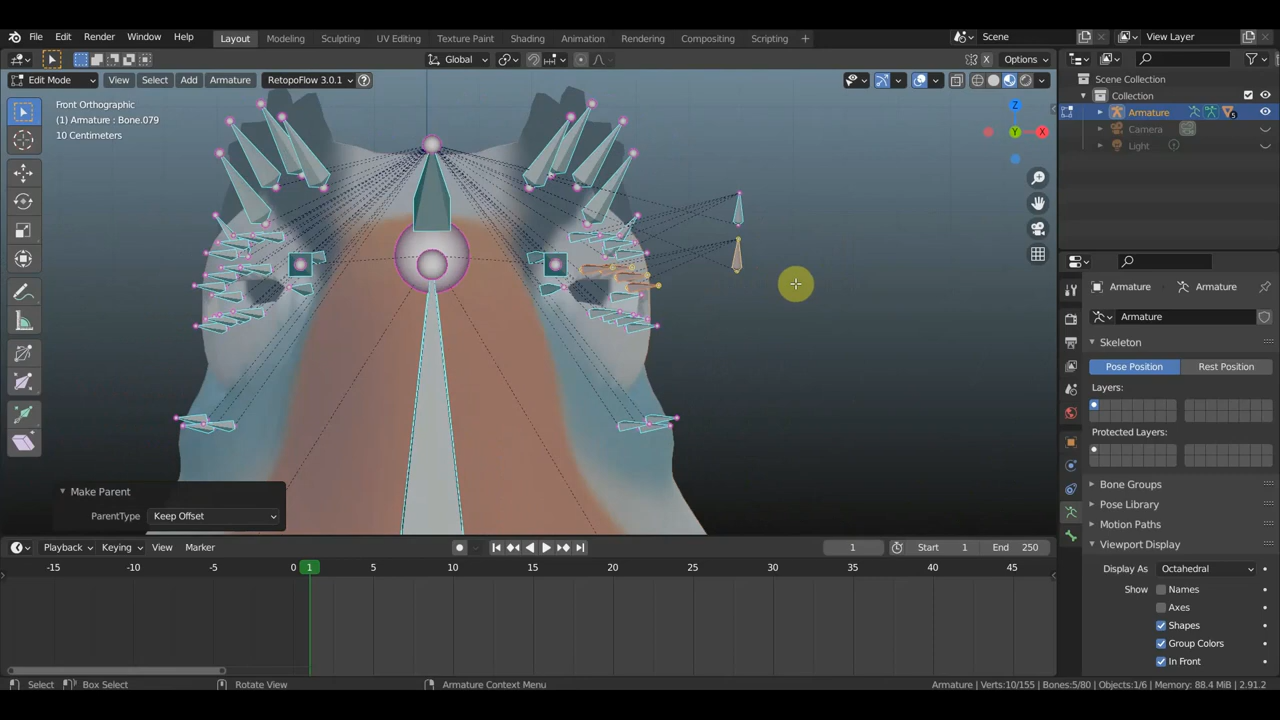 File Edit Render Window Help Layout Modeling Sculpting UV Editing Texture Paint Shading Animation Rendering Compositing Scripting + Scene View Layer
Global Options
Edit Mode View Select Add Armature RetopoFlow 3.0.1
Front Orthographic
(1) Armature : Bone.079
10 Centimeters
Z
Y
X
X
Make Parent
ParentType Keep Offset
Scene Collection
Collection
Armature
Camera
Light
Armature Armature
Armature
Skeleton
Pose Position Rest Position
Layers:
Protected Layers:
Bone Groups
Pose Library
Motion Paths
Viewport Display
Display As Octahedral
Show Names
Axes
Shapes
Group Colors
In Front
Playback Keying View Marker 1 Start 1 End 250
-15 -10 -5 0 1 5 10 15 20 25 30 35 40 45
Select Box Select Rotate View Armature Context Menu Armature | Verts:10/155 | Bones:5/80 | Objects:1/6 | Memory: 88.4 MiB | 2.91.2